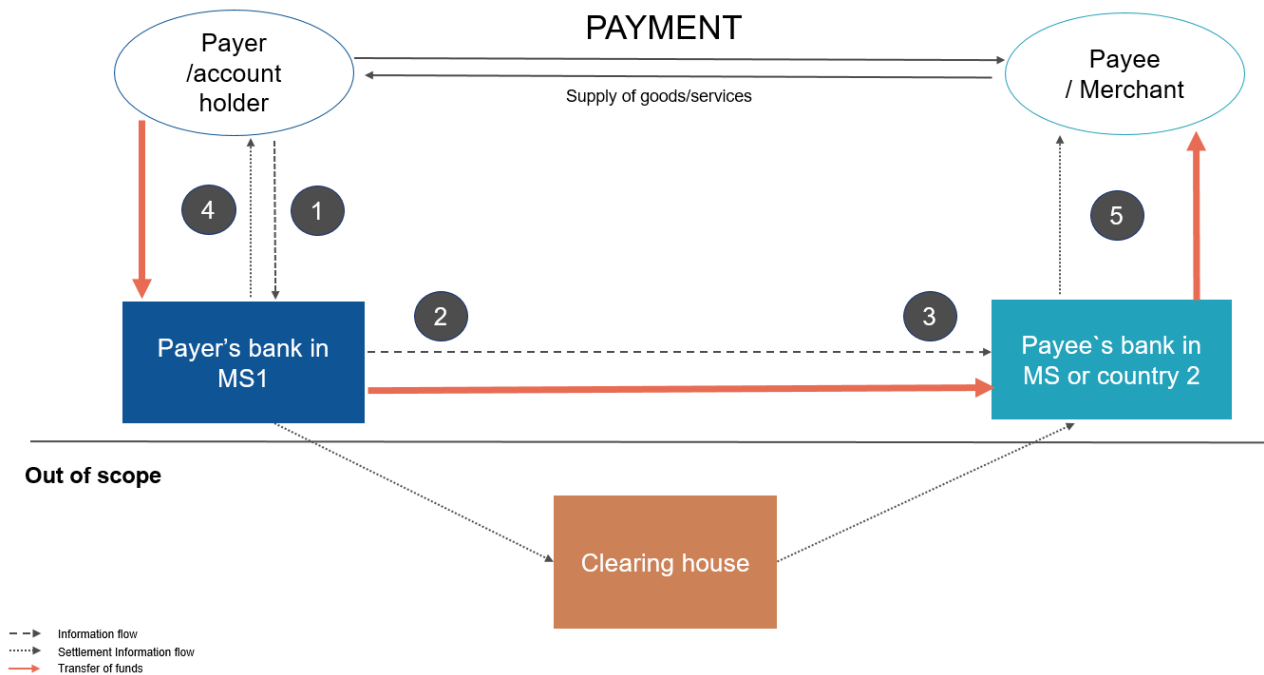 PAYMENT
Payer
/account
holder
Payee
/ Merchant
Supply of goods/services
4
1
5
2
3
Payer’s bank in
MS1
Payee`s bank in
MS or country 2
Out of scope
Clearing house
Information flow
Settlement Information flow
Transfer of funds